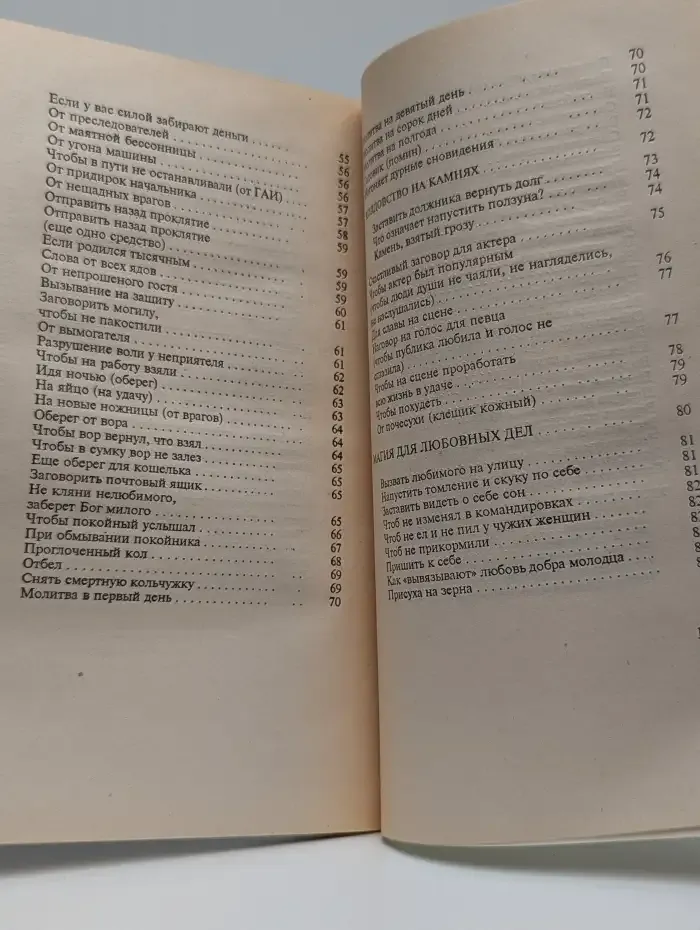 Если у вас силой забирают деньги . . . . . . . 55
От преследователей . . . . . . . 56
От маятной бессонницы . . . . . . . 56
От угона машины . . . . . . . 56
Чтобы в пути не останавливали (от ГАИ) . . . . 57
От придирок начальника . . . . . . . 57
От нещадных врагов . . . . . . . 58
Отправить назад проклятие . . . . . . . 59
Отправить назад проклятие
(еще одно средство) . . . . . . . 59
Если родился тысячным . . . . . . . 59
Слова от всех ядов . . . . . . . 59
От непрошеного гостя . . . . . . . 60
Вызывание на защиту . . . . . . . 61
Заговорить могилу,
чтобы не пакостили . . . . . . . 61
От вымогателя . . . . . . . 61
Разрушение воли у неприятеля . . . . . . . 62
Чтобы на работу взяли . . . . . . . 62
Идя ночью (оберег) . . . . . . . 63
На яйцо (на удачу) . . . . . . . 63
На новые ножницы (от врагов) . . . . . . . 64
Оберег от вора . . . . . . . 64
Чтобы вор вернул, что взял . . . . . . . 64
Чтобы в сумку вор не залез . . . . . . . 65
Еще оберег для кошелька . . . . . . . 65
Заговорить почтовый ящик . . . . . . . 65
Не кляни нелюбимого,
заберет Бог милого . . . . . . . 65
Чтобы покойный услышал . . . . . . . 66
При обмывании покойника . . . . . . . 67
Проглоченный кол . . . . . . . 68
Отбел . . . . . . . 69
Снять смертную кольчужку . . . . . . . 69
Молитва в первый день . . . . . . . 70
на девятый день . . . . . . . 70
на сорок дней . . . . . . . 70
на полгода . . . . . . . 71
(помин) . . . . . . . 71
дурные сновидения . . . . . . . 72
НА КАМНЯХ . . . . . . . 72
Заставить должника вернуть долг . . . . . . . 73
Что означает напустить ползуна? . . . . . . . 74
Камень, взятый грозу . . . . . . . 74
Счастливый заговор для актера . . . . . . . 75
Чтобы актер был популярным
(чтобы люди души не чаяли, не нагляделись,
не наслушались) . . . . . . . 76
Для славы на сцене . . . . . . . 77
Наговор на голос для певца
(чтобы публика любила и голос не
сглазила) . . . . . . . 77
Чтобы на сцене проработать
всю жизнь в удаче . . . . . . . 78
Чтобы похудеть . . . . . . . 79
От почесухи (клещик кожный) . . . . . . . 79
МАГИЯ ДЛЯ ЛЮБОВНЫХ ДЕЛ . . . . . . . 80
Вызвать любимого на улицу . . . . . . . 81
Напустить томление и скуку по себе . . . . . . . 81
Заставить видеть о себе сон . . . . . . . 81
Чтоб не изменял в командировках . . . . . . . 82
Чтоб не ел и не пил у чужих женщин . . . . . . .
Чтоб не прикормили . . . . . . .
Пришить к себе . . . . . . .
Как «вывязывают» любовь добра молодца . . . .
Присуха на зерна . . . . . . .